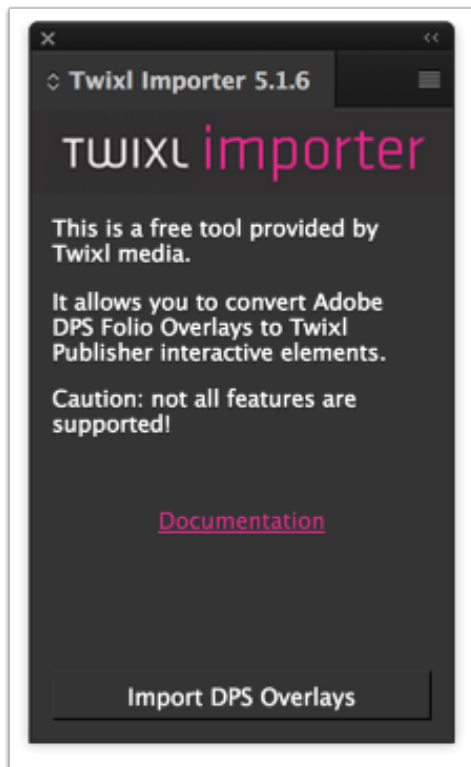 Twixl Importer 5.1.6
TWIXL importer
This is a free tool provided by
Twixl media.
It allows you to convert Adobe
DPS Folio Overlays to Twixl
Publisher interactive elements.
Caution: not all features are
supported!
Documentation
Import DPS Overlays